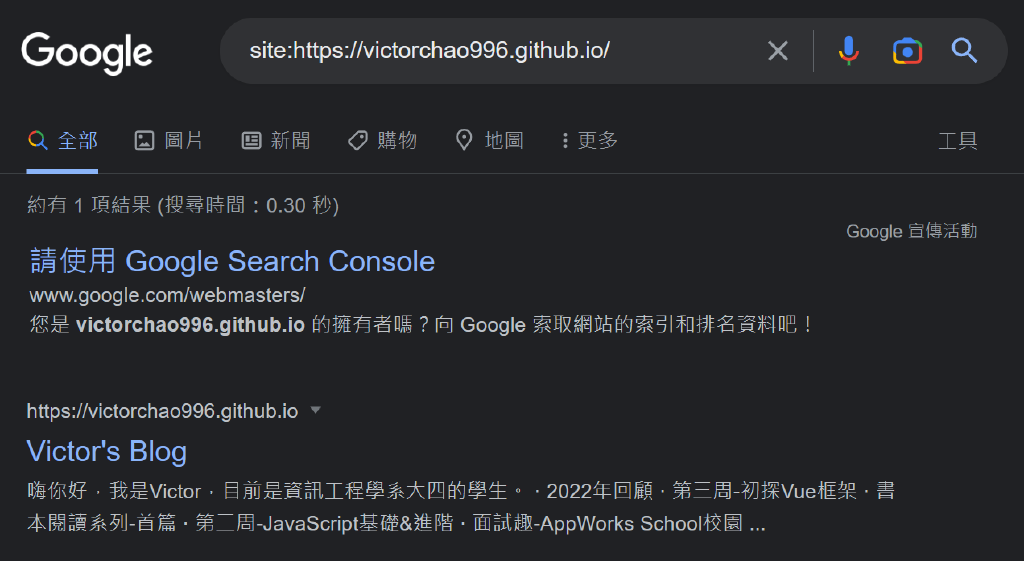 Google
site:https://victorchao996.github.io/
全部 圖片 新聞 購物 地圖 更多 工具
約有 1 項結果 (搜尋時間：0.30 秒)
Google 宣傳活動
請使用 Google Search Console
www.google.com/webmasters/
您是 victorchao996.github.io 的擁有者嗎？向 Google 索取網站的索引和排名資料吧！
https://victorchao996.github.io
Victor's Blog
嗨你好，我是Victor，目前是資訊工程學系大四的學生。 · 2022年回顧 · 第三周-初探Vue框架 · 書
本閱讀系列-首篇 · 第二周-JavaScript基礎&進階 · 面試趣-AppWorks School校園 ...